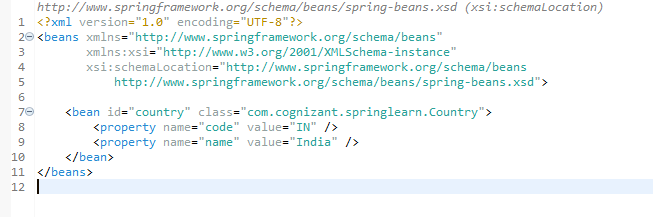 http://www.springframework.org/schema/beans/spring-beans.xsd (xsi:schemaLocation)
1 <?xml version="1.0" encoding="UTF-8"?>
2 <beans xmlns="http://www.springframework.org/schema/beans"
3 xmlns:xsi="http://www.w3.org/2001/XMLSchema-instance"
4 xsi:schemaLocation="http://www.springframework.org/schema/beans
5 http://www.springframework.org/schema/beans/spring-beans.xsd">
6
7 <bean id="country" class="com.cognizant.springlearn.Country">
8 <property name="code" value="IN" />
9 <property name="name" value="India" />
10 </bean>
11 </beans>
12